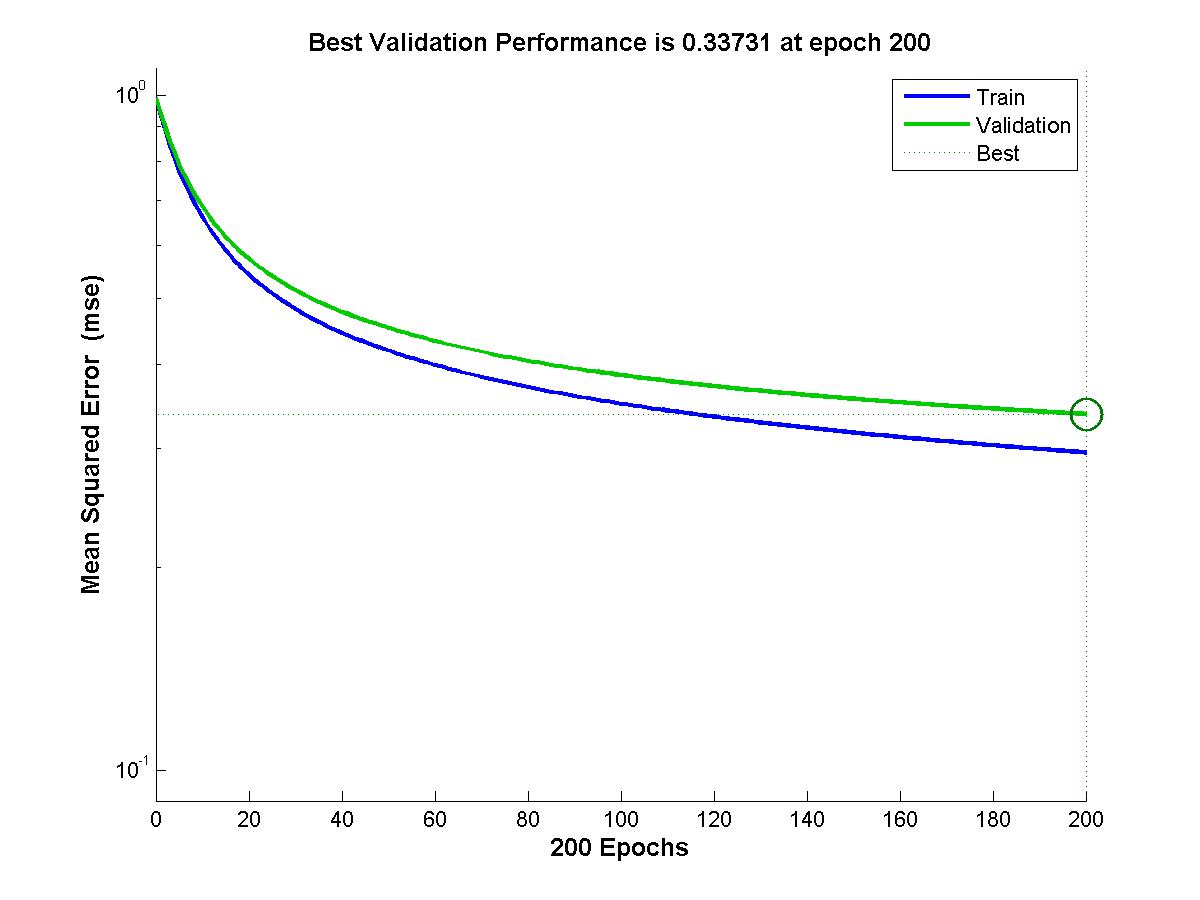 Best Validation Performance is 0.33731 at epoch 200
10^0
Train
Validation
Best
Mean Squared Error (mse)
10^-1
0 20 40 60 80 100 120 140 160 180 200
200 Epochs